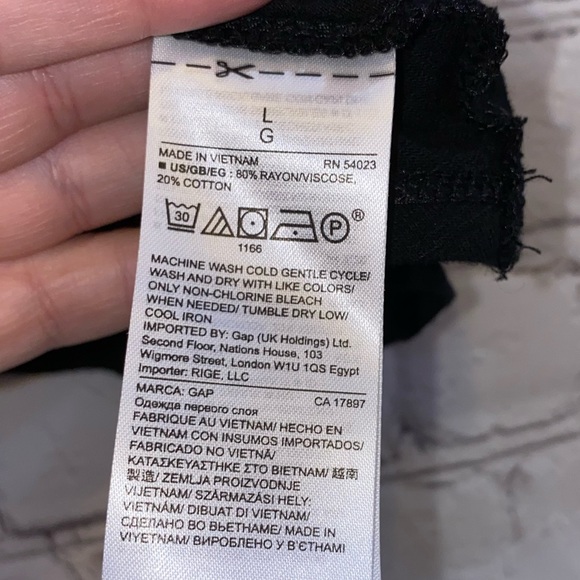 L
G
MADE IN VIETNAM RN 54023
■ US/GB/EG : 80% RAYON/VISCOSE,
20% COTTON
30 P ®
1166
MACHINE WASH COLD GENTLE CYCLE/
WASH AND DRY WITH LIKE COLORS/
ONLY NON-CHLORINE BLEACH
WHEN NEEDED/ TUMBLE DRY LOW/
COOL IRON
IMPORTED BY: Gap (UK Holdings) Ltd.
Second Floor, Nations House, 103
Wigmore Street, London W1U 1QS Egypt
Importer: RIGE, LLC
MARCA: GAP CA 17897
Одежда первого слоя
FABRIQUE AU VIETNAM/ HECHO EN
VIETNAM CON INSUMOS IMPORTADOS/
FABRICADO NO VIETNÃ/
ΚΑΤΑΣΚΕΥΑΣΤΗΚΕ ΣΤΟ ΒΙΕΤΝΑΜ/ 越南
製造/ ZEMLJA PROIZVODNJE
VIJETNAM/ SZÁRMAZÁSI HELY:
VIETNÁM/ DIBUAT DI VIETNAM/
СДЕЛАНО ВО ВЬЕТНАМЕ/ MADE IN
VIYETNAM/ ВИРОБЛЕНО У В'ЄТНАМІ